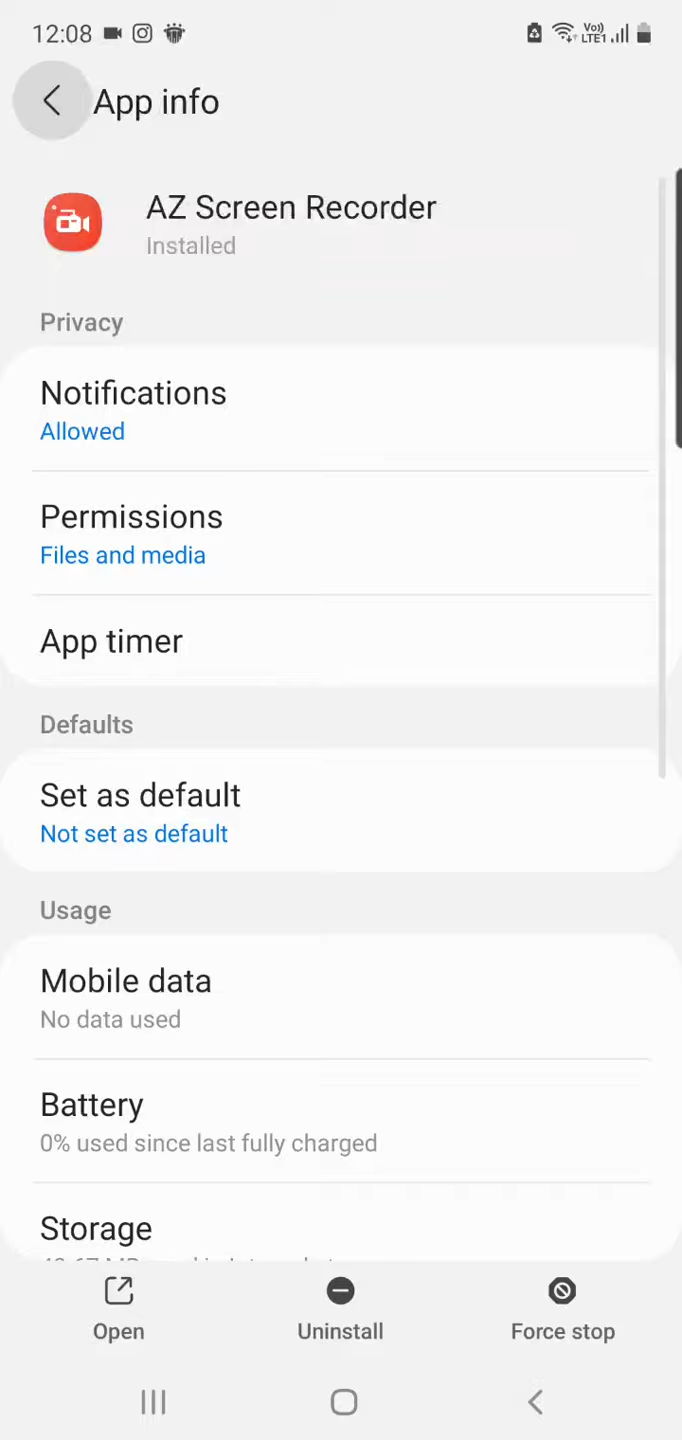 12:08
Vo))
LTE1
App info
AZ Screen Recorder
Installed
Privacy
Notifications
Allowed
Permissions
Files and media
App timer
Defaults
Set as default
Not set as default
Usage
Mobile data
No data used
Battery
0% used since last fully charged
Storage
Open
Uninstall
Force stop